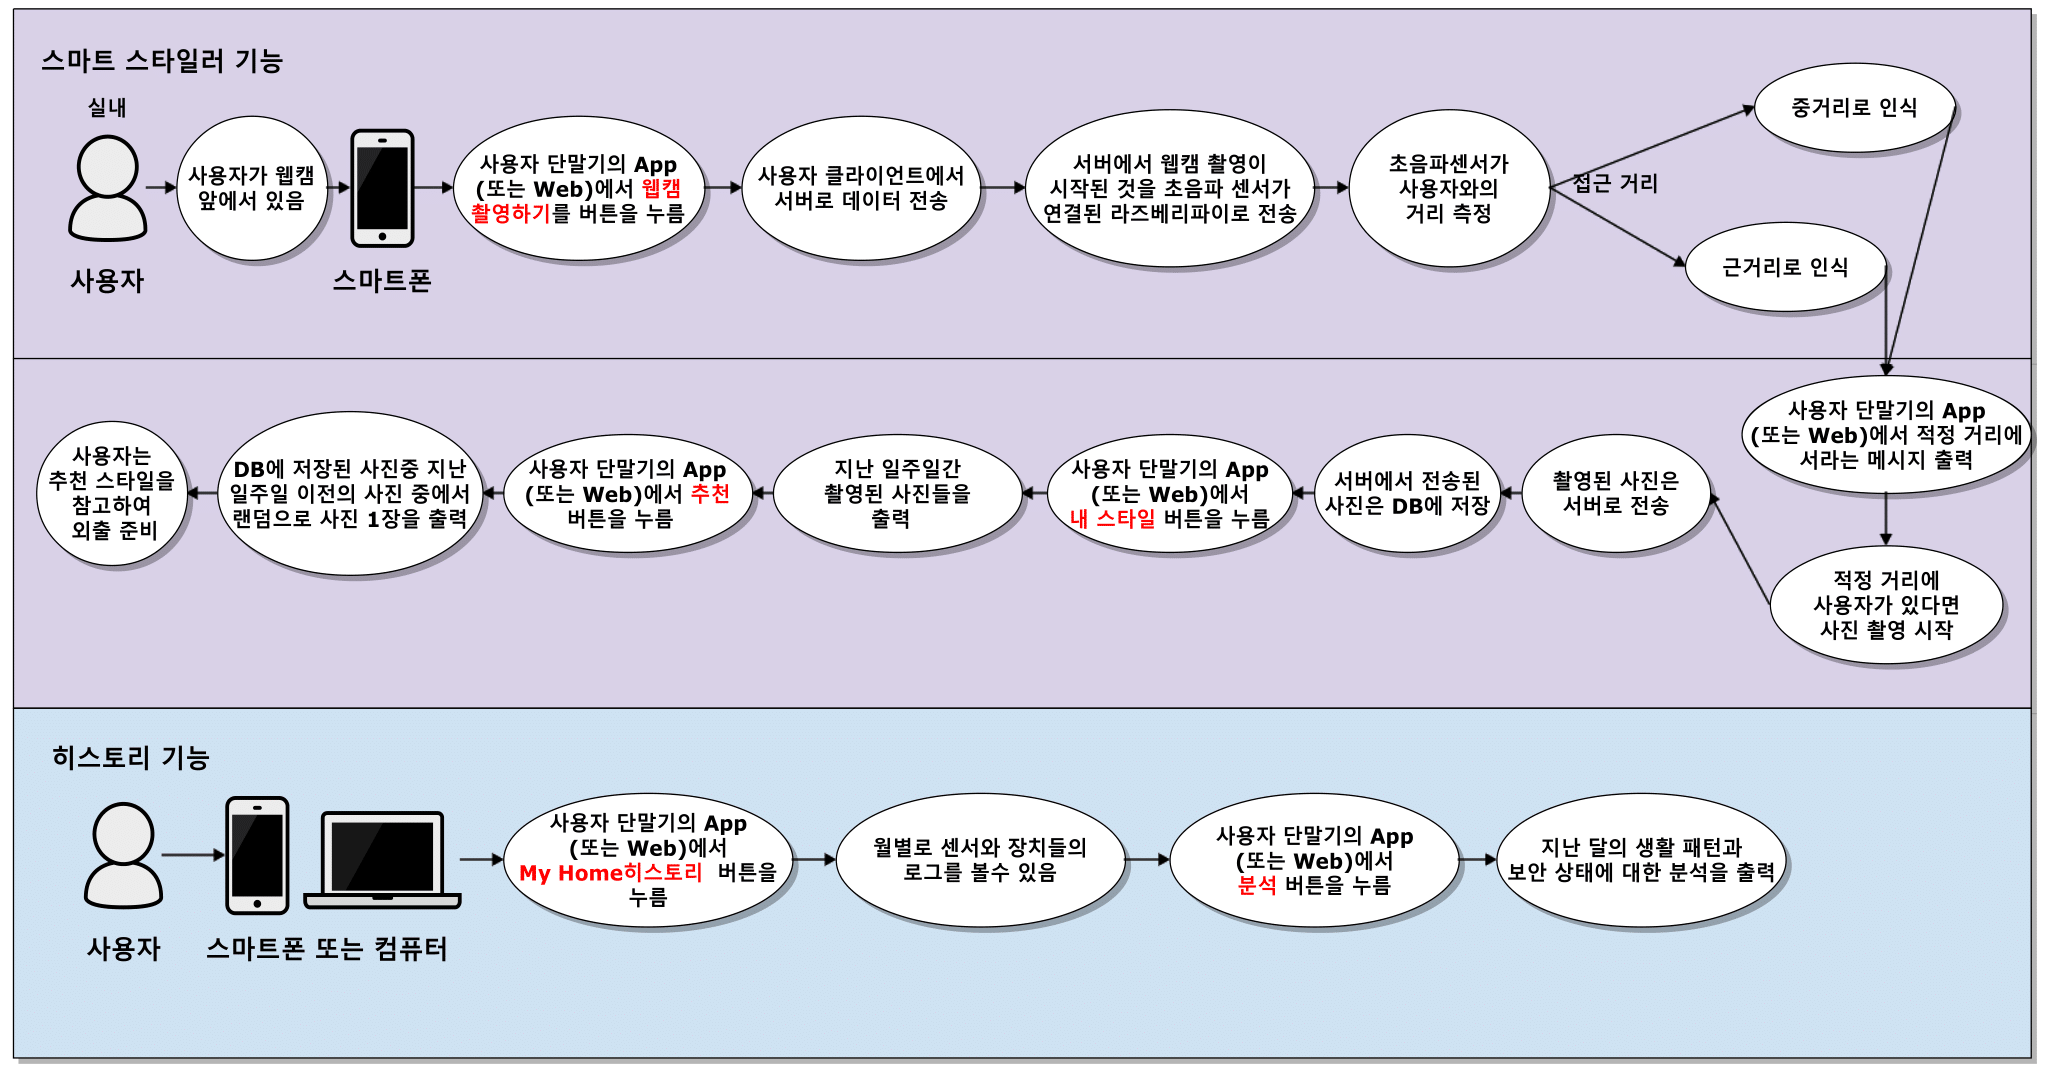 스마트 스타일러 기능
실내
사용자
사용자가 웹캠
앞에서 있음
스마트폰
사용자 단말기의 App
(또는 Web)에서 웹캠
촬영하기를 버튼을 누름
사용자 클라이언트에서
서버로 데이터 전송
서버에서 웹캠 촬영이
시작된 것을 초음파 센서가
연결된 라즈베리파이로 전송
초음파센서가
사용자와의
거리 측정
접근 거리
중거리로 인식
근거리로 인식
사용자 단말기의 App
(또는 Web)에서 적정 거리에
서라는 메시지 출력
적정 거리에
사용자가 있다면
사진 촬영 시작
촬영된 사진은
서버로 전송
서버에서 전송된
사진은 DB에 저장
사용자 단말기의 App
(또는 Web)에서
내 스타일 버튼을 누름
지난 일주일간
촬영된 사진들을
출력
사용자 단말기의 App
(또는 Web)에서 추천
버튼을 누름
DB에 저장된 사진중 지난
일주일 이전의 사진 중에서
랜덤으로 사진 1장을 출력
사용자는
추천 스타일을
참고하여
외출 준비
히스토리 기능
사용자
스마트폰 또는 컴퓨터
사용자 단말기의 App
(또는 Web)에서
My Home히스토리 버튼을
누름
월별로 센서와 장치들의
로그를 볼수 있음
사용자 단말기의 App
(또는 Web)에서
분석 버튼을 누름
지난 달의 생활 패턴과
보안 상태에 대한 분석을 출력